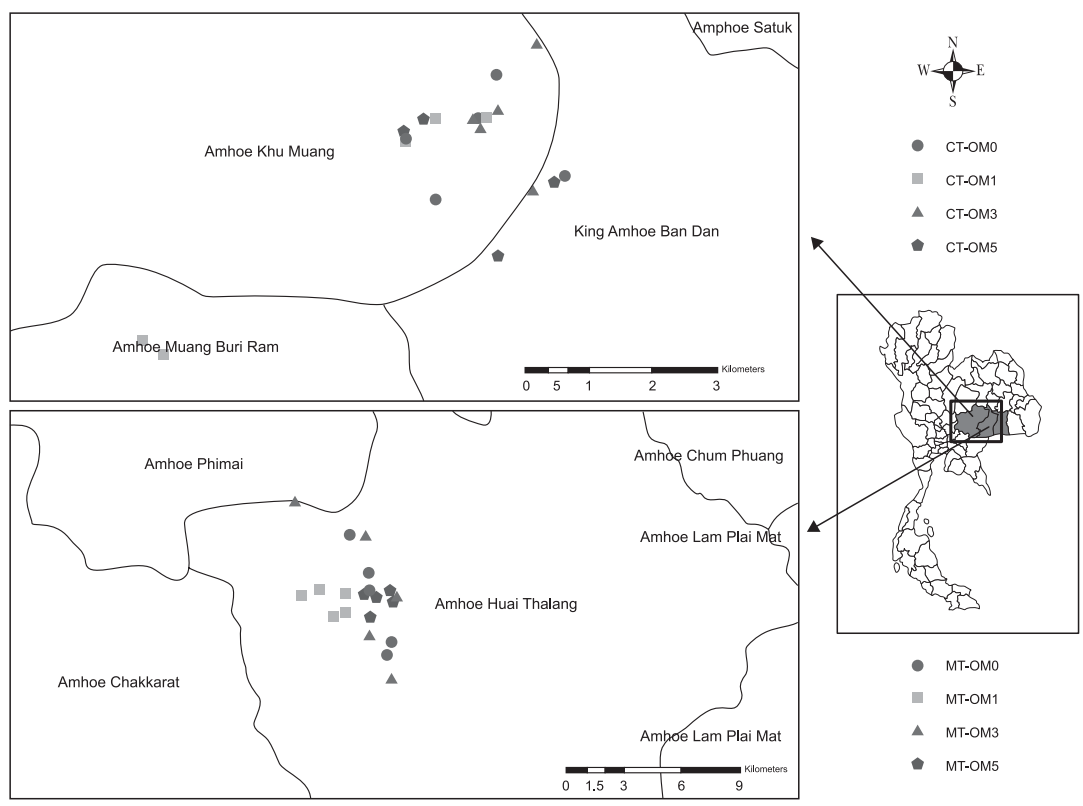 Amphoe Satuk
Amhoe Khu Muang
King Amhoe Ban Dan
Amhoe Muang Buri Ram
Kilometers
0 5 1 2 3
Amhoe Phimai
Amhoe Chum Phuang
Amhoe Lam Plai Mat
Amhoe Huai Thalang
Amhoe Chakkarat
Amhoe Lam Plai Mat
Kilometers
0 1.5 3 6 9
N
W E
S
CT-OM0
CT-OM1
CT-OM3
CT-OM5
MT-OM0
MT-OM1
MT-OM3
MT-OM5